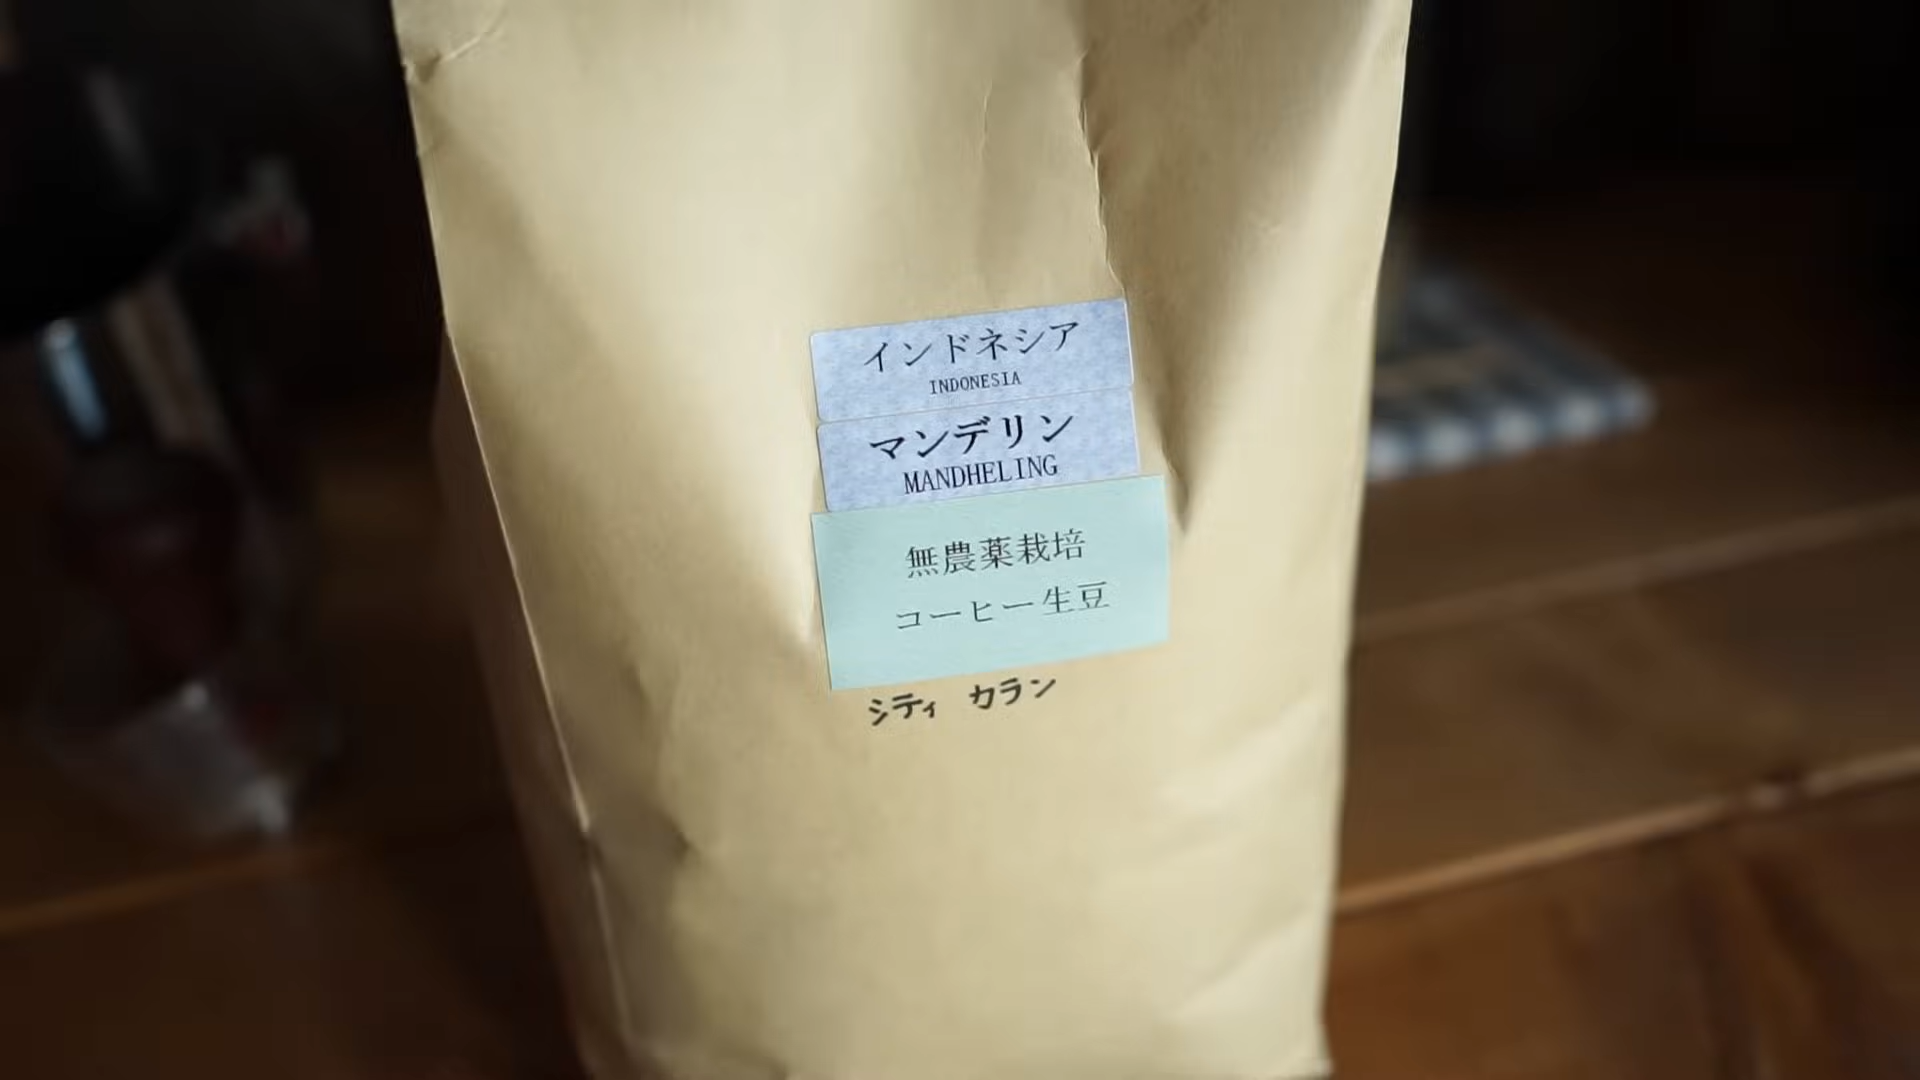 インドネシア
INDONESIA
マンデリン
MANDHELING
無農薬栽培
コーヒー生豆
シティ カラン